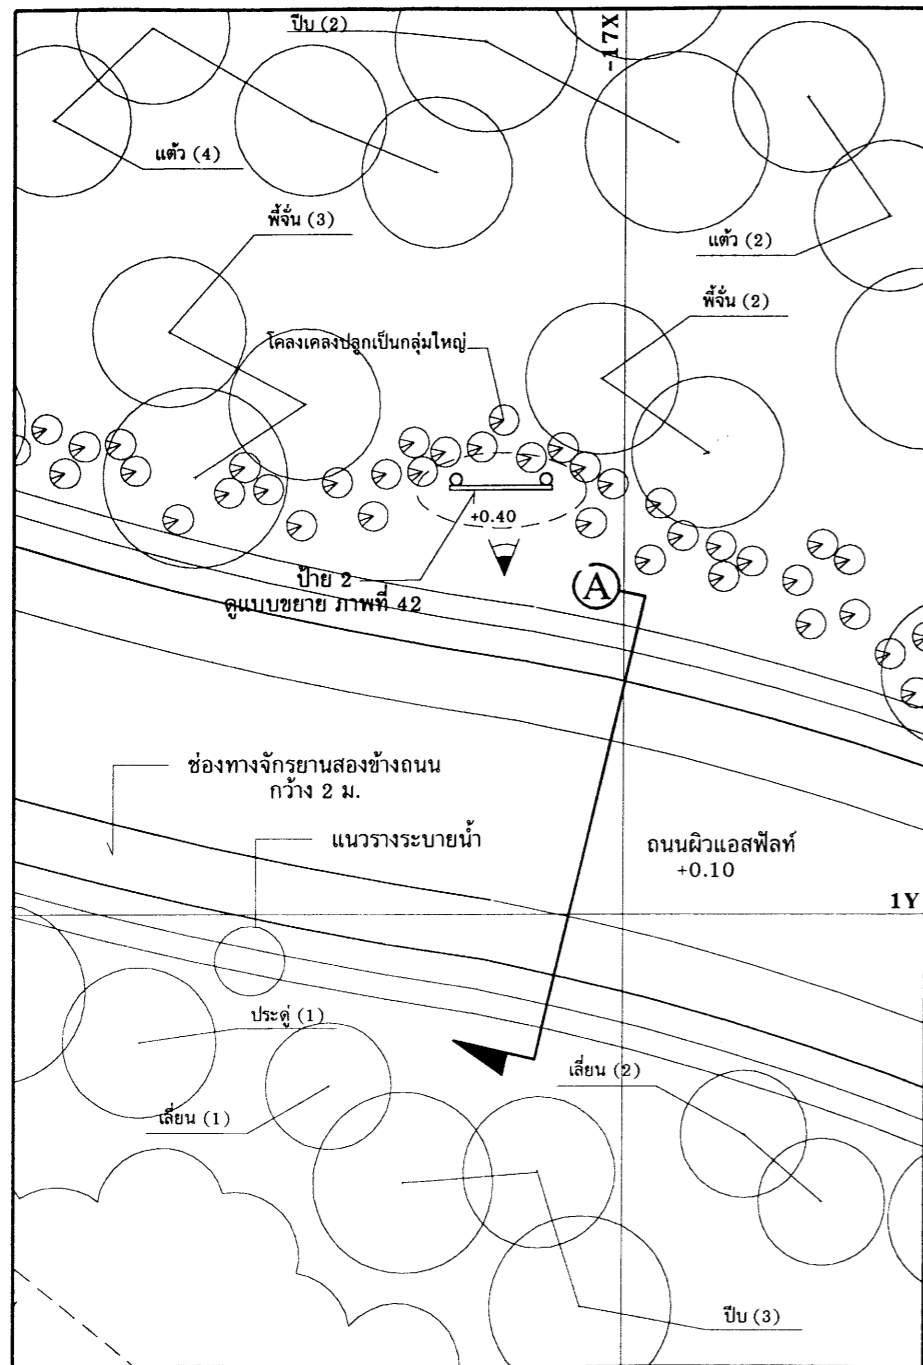 ปีบ (2)
-17X
แต้ว (4)
พี้จั่น (3)
แต้ว (2)
พี้จั่น (2)
โคลงเคลงปลูกเป็นกลุ่มใหญ่
+0.40
ป้าย 2
ดูแบบขยาย ภาพที่ 42
A
ช่องทางจักรยานสองข้างถนน
กว้าง 2 ม.
แนวรางระบายน้ำ
ถนนผิวแอสฟัลท์
+0.10
1Y
ประดู่ (1)
เลี่ยน (2)
เลี่ยน (1)
ปีบ (3)